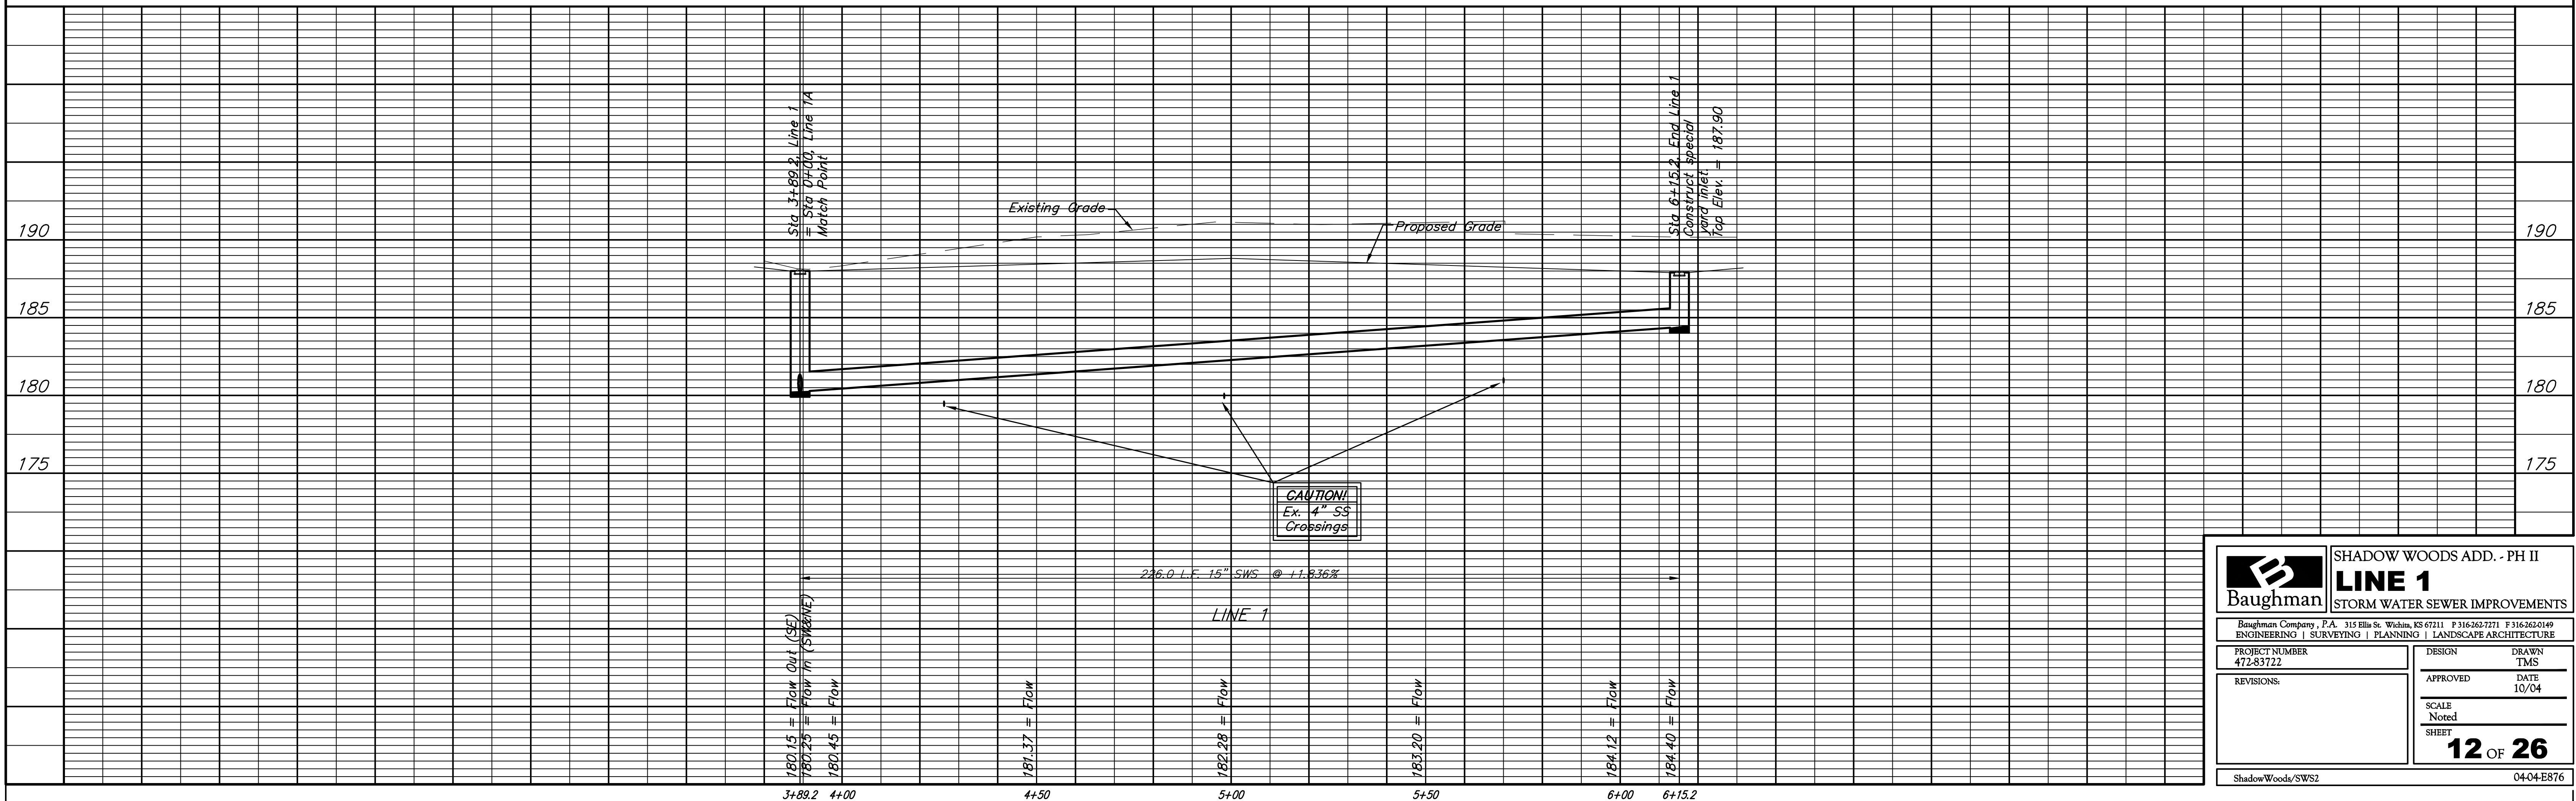 Sta 3+89.2, Line 1
= Sta 0+00, Line 1A
Match Point
Sta 6+15.2, End Line 1
Construct special
yard inlet.
Top Elev. = 187.90
Existing Grade
Proposed Grade
190
190
185
185
180
180
175
175
CAUTION!
Ex. 4" SS
Crossings
226.0 L.F. 15" SWS @ +1.836%
LINE 1
180.15 = Flow Out (SE)
180.25 = Flow In (SW&NE)
180.45 = Flow
181.37 = Flow
182.28 = Flow
183.20 = Flow
184.12 = Flow
184.40 = Flow
3+89.2 4+00 4+50 5+00 5+50 6+00 6+15.2
B
Baughman
SHADOW WOODS ADD. - PH II
LINE 1
STORM WATER SEWER IMPROVEMENTS
Baughman Company, P.A. 315 Ellis St. Wichita, KS 67211 P 316-262-7271 F 316-262-0149
ENGINEERING | SURVEYING | PLANNING | LANDSCAPE ARCHITECTURE
PROJECT NUMBER
472-83722
DESIGN
DRAWN
TMS
REVISIONS:
APPROVED
DATE
10/04
SCALE
Noted
SHEET
12 OF 26
ShadowWoods/SWS2
04-04-E876